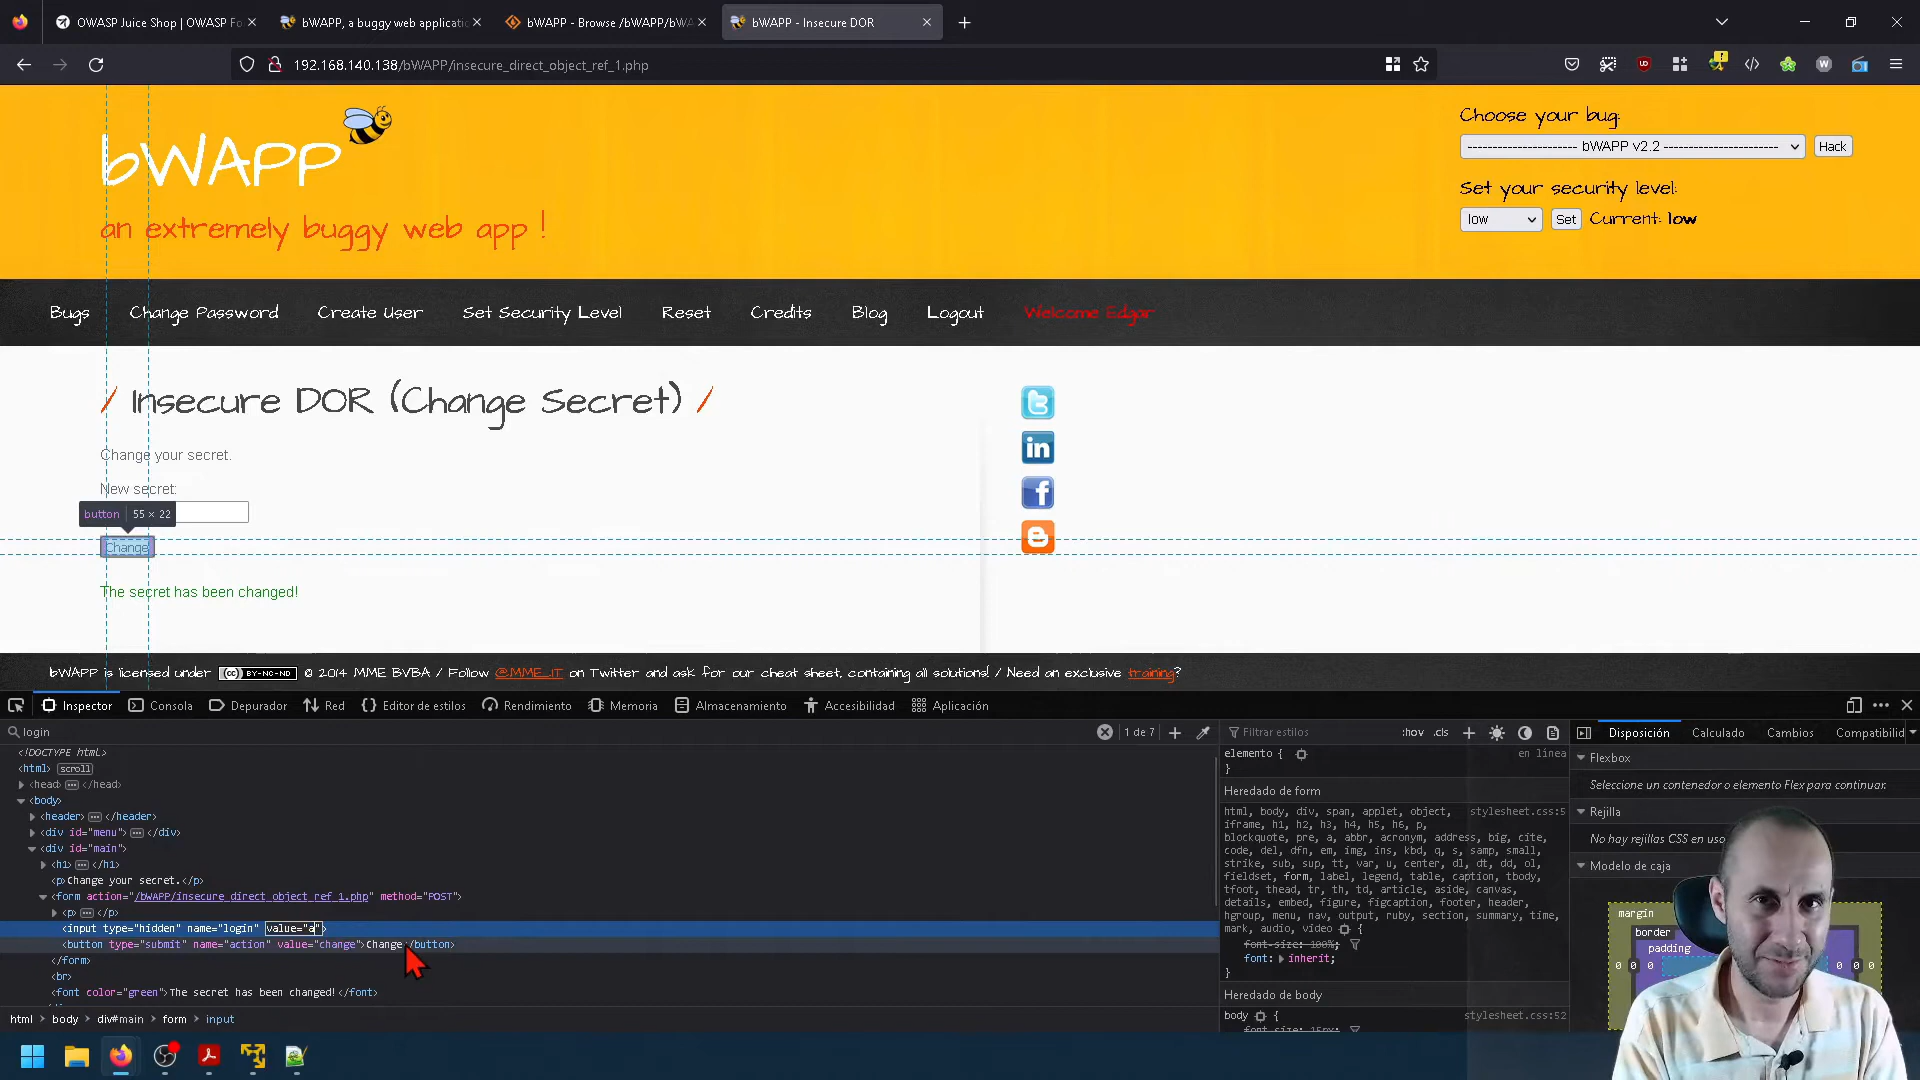 OWASP Juice Shop | OWASP Fo
bWAPP, a buggy web applicatio
bWAPP - Browse /bWAPP/bWA
bWAPP - Insecure DOR
192.168.140.138/bWAPP/insecure_direct_object_ref_1.php
bWAPP
an extremely buggy web app !
Choose your bug:
---------------------- bWAPP v2.2 -----------------------
Hack
Set your security level:
low
Set
Current: low
Bugs
Change Password
Create User
Set Security Level
Reset
Credits
Blog
Logout
Welcome Edgar
/ Insecure DOR (Change Secret) /
Change your secret.
New secret:
button 55 × 22
Change
The secret has been changed!
bWAPP is licensed under (cc) BY-NC-ND © 2014 MME BVBA / Follow @MME_IT on Twitter and ask for our cheat sheet, containing all solutions! / Need an exclusive training?
Inspector
Consola
Depurador
Red
Editor de estilos
Rendimiento
Memoria
Almacenamiento
Accesibilidad
Aplicación
login
1 de 7
<!DOCTYPE html>
<html> scroll
<head> </head>
<body>
<header> </header>
<div id="menu"> </div>
<div id="main">
<h1> </h1>
<p>Change your secret.</p>
<form action="/bWAPP/insecure_direct_object_ref_1.php" method="POST">
<p> </p>
<input type="hidden" name="login" value="a">
<button type="submit" name="action" value="change">Change</button>
</form>
<br>
<font color="green">The secret has been changed!</font>
html > body > div#main > form > input
Filtrar estilos
:hov .cls
elemento { en línea
}
Heredado de form
html, body, div, span, applet, object, stylesheet.css:5
iframe, h1, h2, h3, h4, h5, h6, p,
blockquote, pre, a, abbr, acronym, address, big, cite,
code, del, dfn, em, img, ins, kbd, q, s, samp, small,
strike, sub, sup, tt, var, u, center, dl, dt, dd, ol,
fieldset, form, label, legend, table, caption, tbody,
tfoot, thead, tr, th, td, article, aside, canvas,
details, embed, figure, figcaption, footer, header,
hgroup, menu, nav, output, ruby, section, summary, time,
mark, audio, video {
font-size: 100%;
font: inherit;
}
Heredado de body
body { stylesheet.css:52
font-size: 15px;
Disposición
Calculado
Cambios
Compatibilid
Flexbox
Seleccione un contenedor o elemento Flex para continuar.
Rejilla
No hay rejillas CSS en uso
Modelo de caja
margin
border
padding
0 0 0
0 0 0